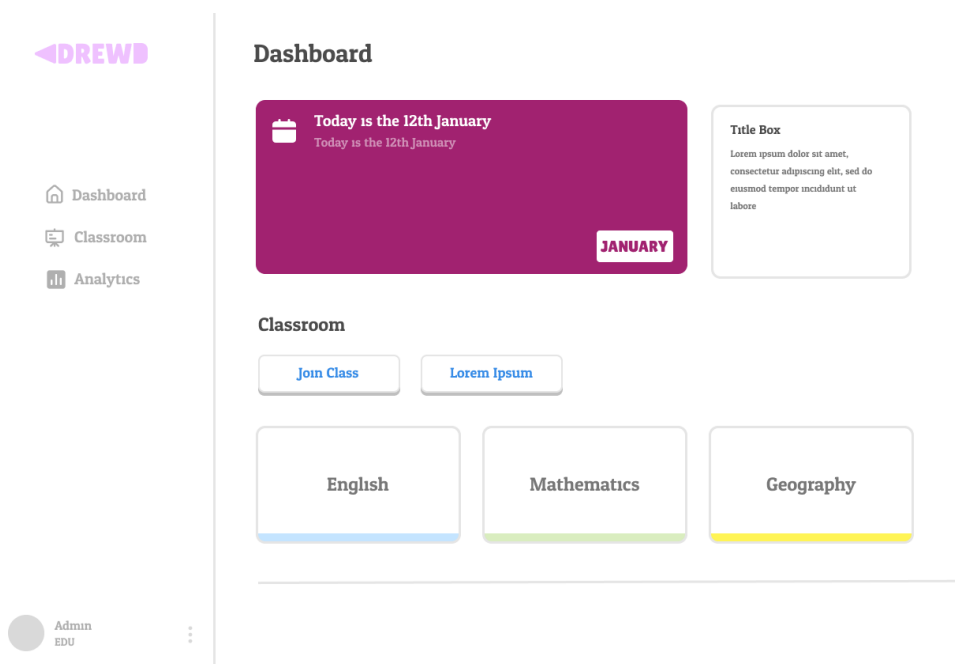 DREWD
Dashboard
Classroom
Analytics
Admin
EDU
Dashboard
Today is the 12th January
Today is the 12th January
JANUARY
Title Box
Lorem ipsum dolor sit amet,
consectetur adipiscing elit, sed do
eiusmod tempor incididunt ut
labore
Classroom
Join Class
Lorem Ipsum
English
Mathematics
Geography